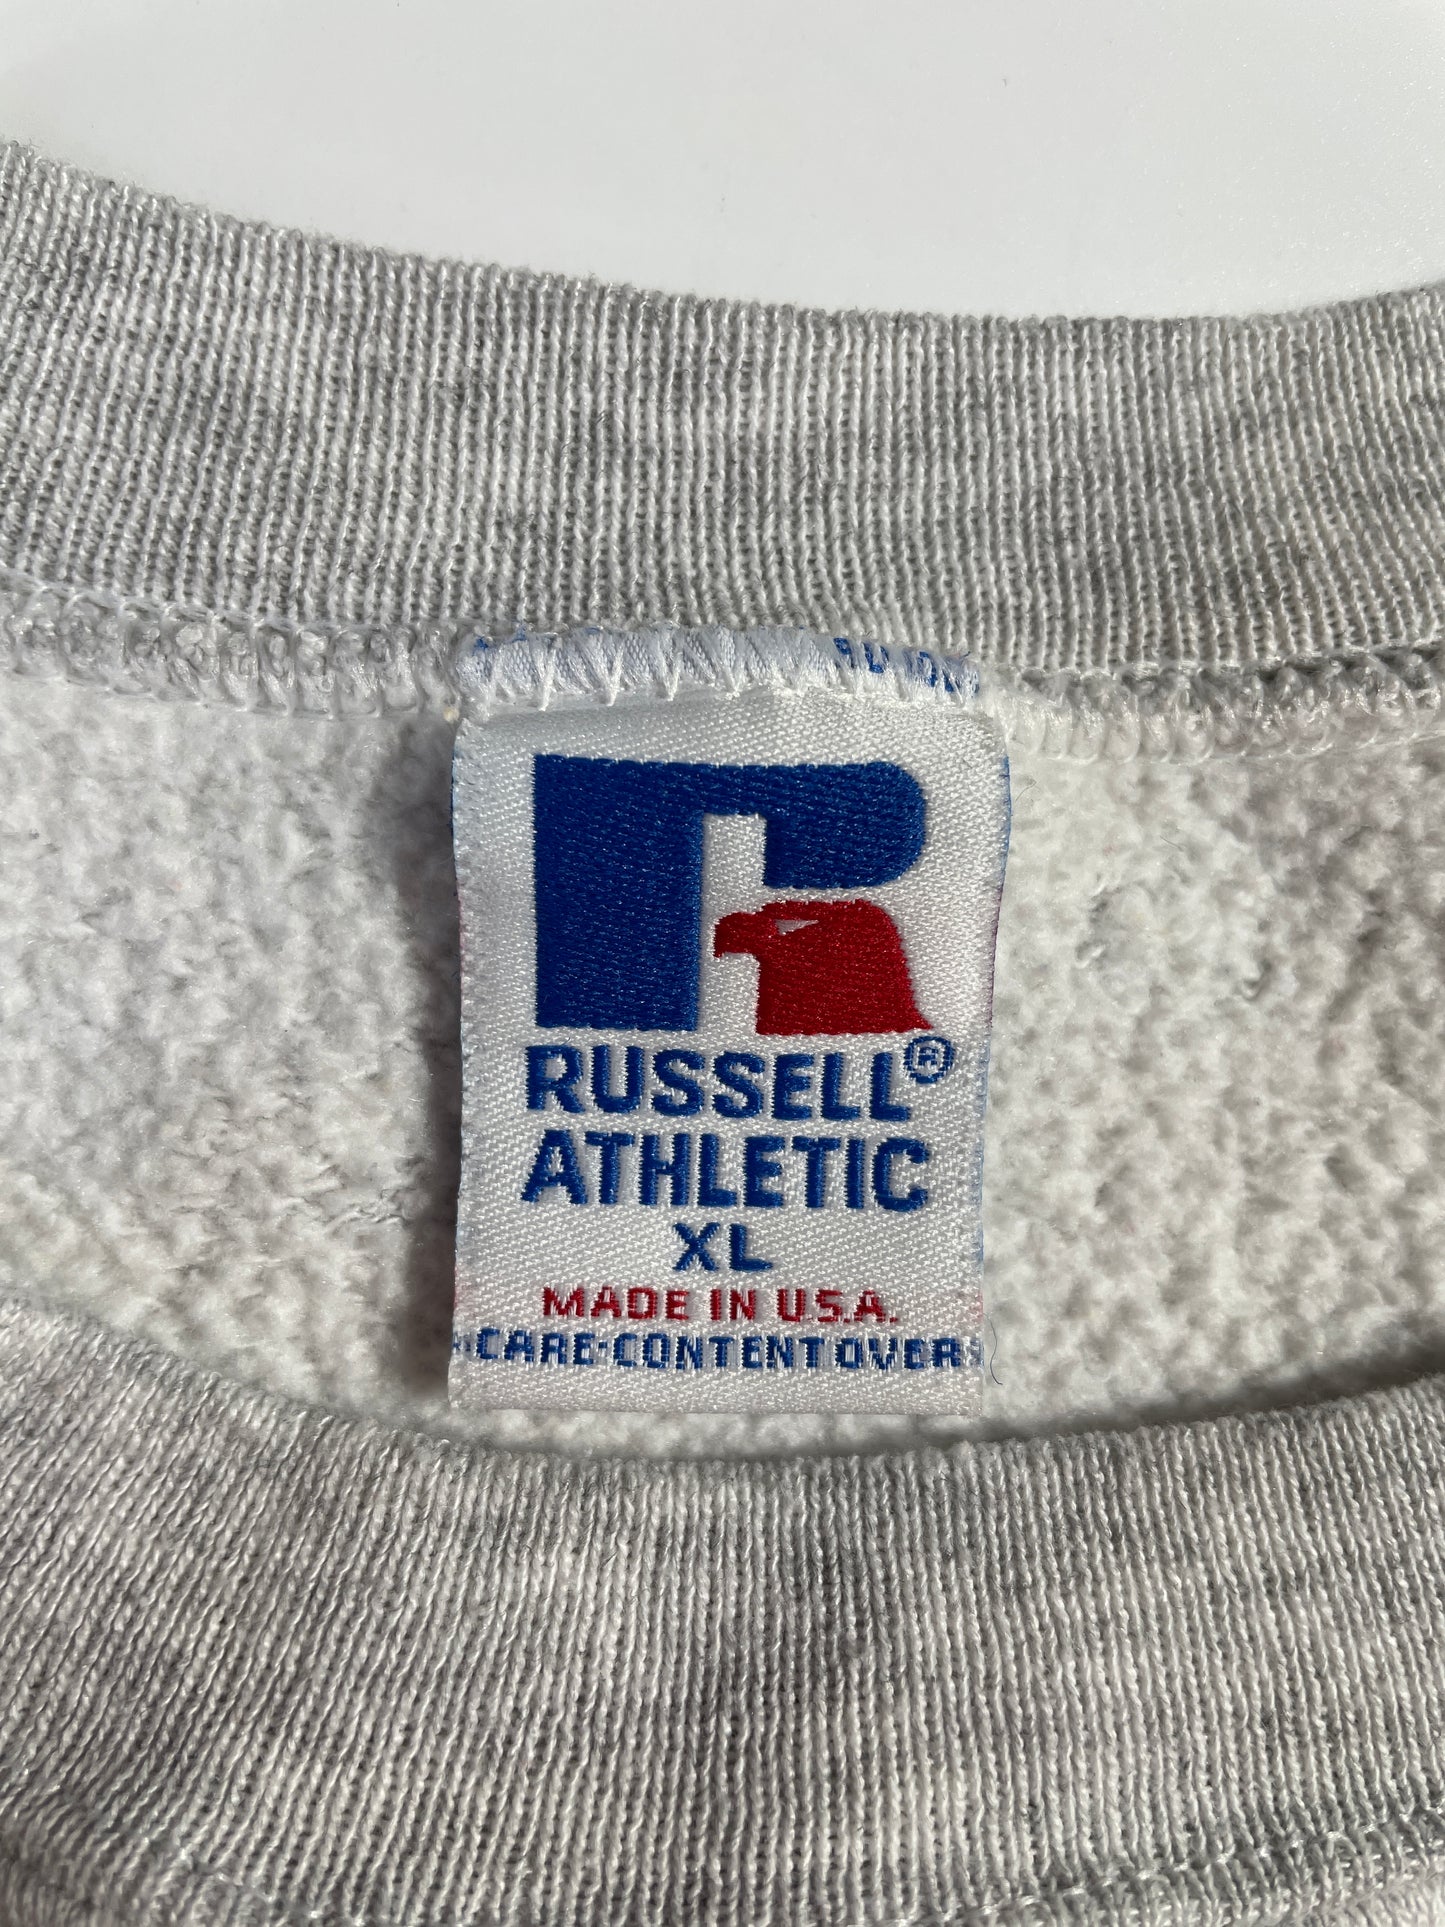 RUSSELL®
ATHLETIC
XL
MADE IN U.S.A.
CARE-CONTENT OVER